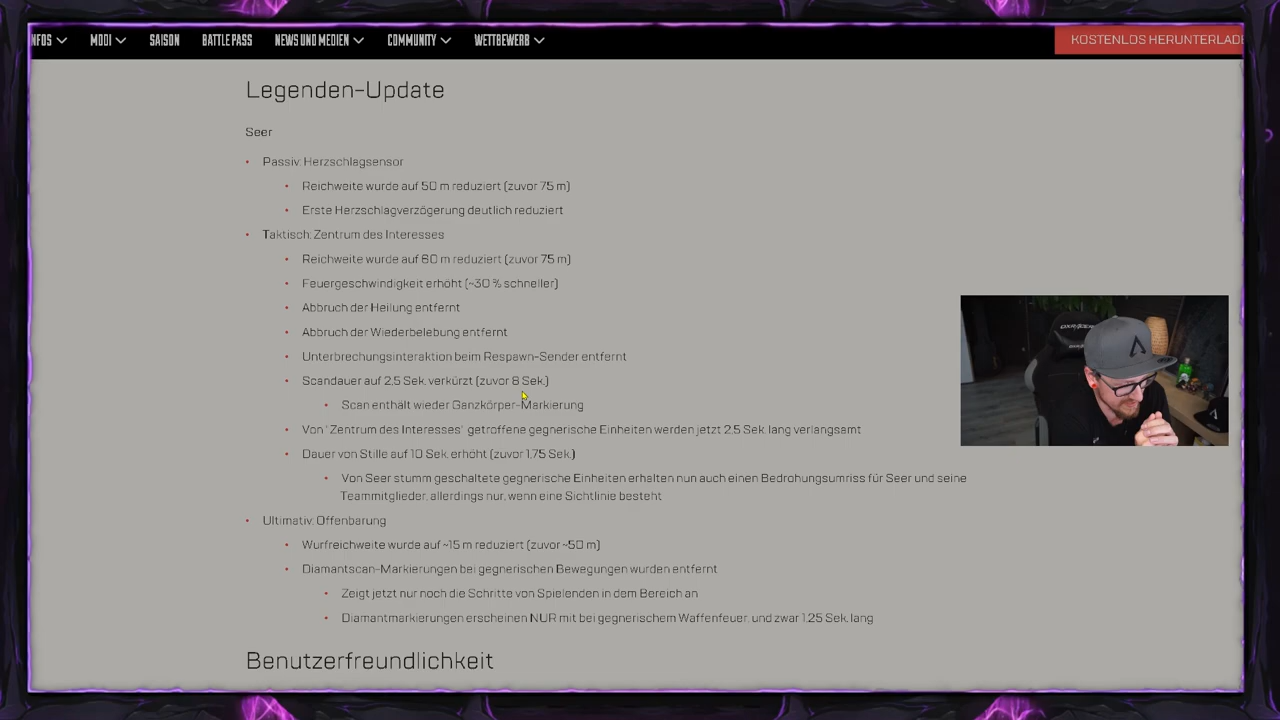 NFOS
MODI
SAISON
BATTLE PASS
NEWS UND MEDIEN
COMMUNITY
WETTBEWERB
KOSTENLOS HERUNTERLADE
Legenden-Update
Seer
Passiv: Herzschlagsensor
Reichweite wurde auf 50 m reduziert (zuvor 75 m)
Erste Herzschlagverzögerung deutlich reduziert
Taktisch: Zentrum des Interesses
Reichweite wurde auf 60 m reduziert (zuvor 75 m)
Feuergeschwindigkeit erhöht (~30 % schneller)
Abbruch der Heilung entfernt
Abbruch der Wiederbelebung entfernt
Unterbrechungsinteraktion beim Respawn-Sender entfernt
Scandauer auf 2,5 Sek. verkürzt (zuvor 8 Sek.)
Scan enthält wieder Ganzkörper-Markierung
Von "Zentrum des Interesses" getroffene gegnerische Einheiten werden jetzt 2,5 Sek. lang verlangsamt
Dauer von Stille auf 10 Sek. erhöht (zuvor 1,75 Sek.)
Von Seer stumm geschaltete gegnerische Einheiten erhalten nun auch einen Bedrohungsumriss für Seer und seine
Teammitglieder, allerdings nur, wenn eine Sichtlinie besteht
Ultimativ: Offenbarung
Wurfreichweite wurde auf ~15 m reduziert (zuvor ~50 m)
Diamantscan-Markierungen bei gegnerischen Bewegungen wurden entfernt
Zeigt jetzt nur noch die Schritte von Spielenden in dem Bereich an
Diamantmarkierungen erscheinen NUR mit bei gegnerischem Waffenfeuer, und zwar 1,25 Sek. lang
Benutzerfreundlichkeit